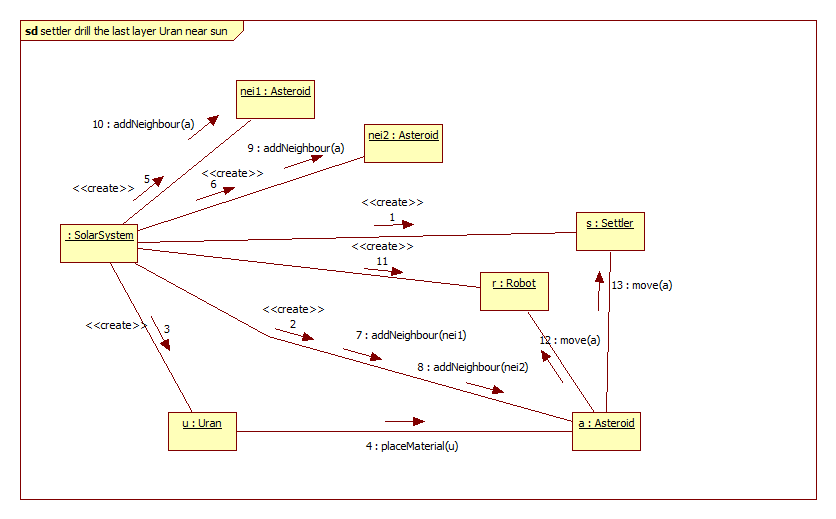 sd settler drill the last layer Uran near sun
nei1 : Asteroid
10 : addNeighbour(a)
nei2 : Asteroid
9 : addNeighbour(a)
<<create>>
5
<<create>>
6
<<create>>
1
s : Settler
: SolarSystem
<<create>>
11
r : Robot
13 : move(a)
<<create>>
2
<<create>>
3
7 : addNeighbour(nei1)
12 : move(a)
8 : addNeighbour(nei2)
u : Uran
a : Asteroid
4 : placeMaterial(u)